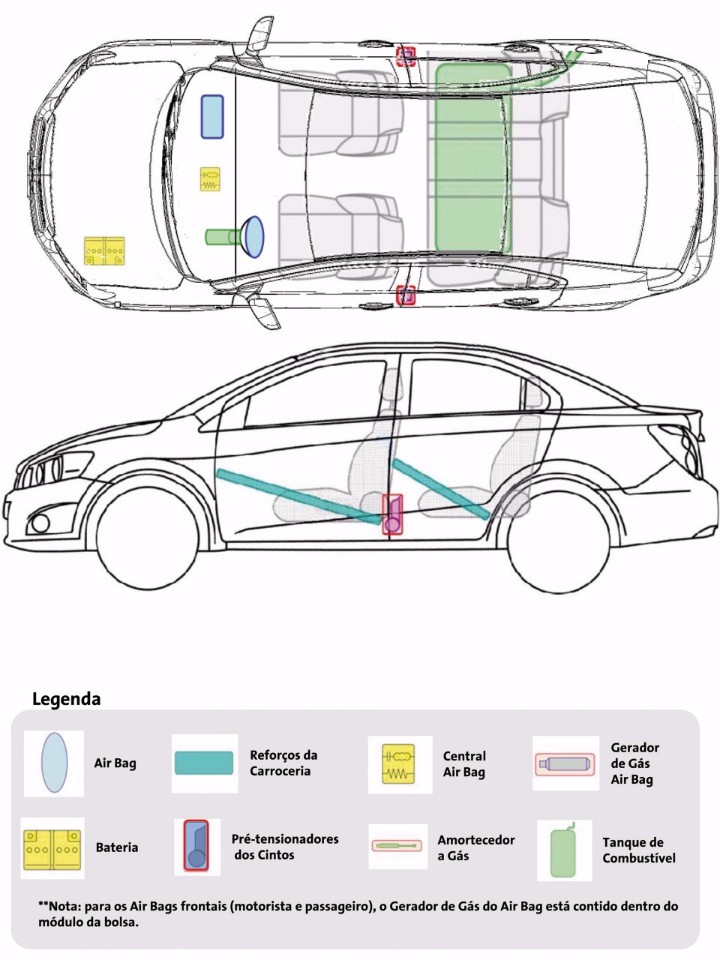 Legenda
Air Bag
Reforços da
Carroceria
Central
Air Bag
Gerador
de Gás
Air Bag
Bateria
Pré-tensionadores
dos Cintos
Amortecedor
a Gás
Tanque de
Combustível
**Nota: para os Air Bags frontais (motorista e passageiro), o Gerador de Gás do Air Bag está contido dentro do
módulo da bolsa.